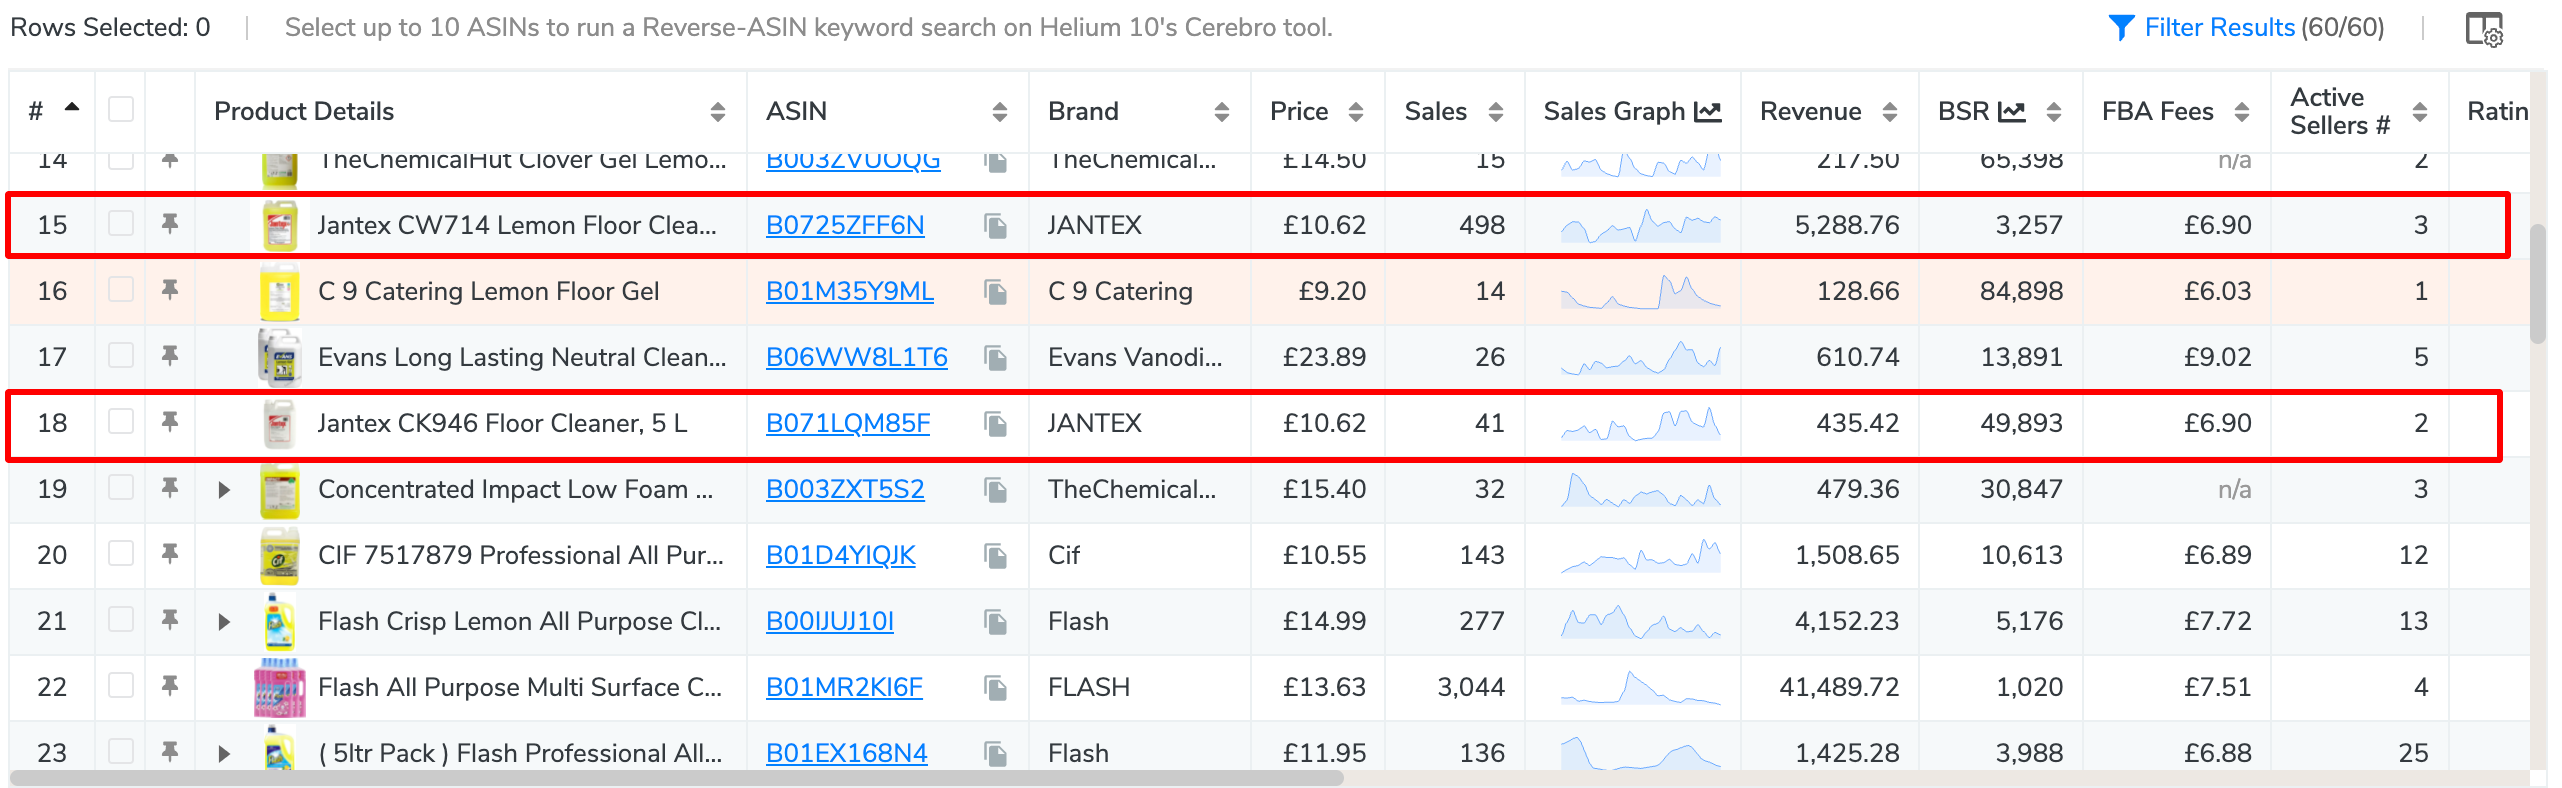 Rows Selected: 0 Select up to 10 ASINs to run a Reverse-ASIN keyword search on Helium 10's Cerebro tool. Filter Results (60/60)
# Product Details ASIN Brand Price Sales Sales Graph Revenue BSR FBA Fees Active Sellers # Ratin
14 TheChemicalHut Clover Gel Lemo... B003ZVUOQG TheChemical... £14.50 15 217.50 65,398 n/a 2
15 Jantex CW714 Lemon Floor Clea... B0725ZFF6N JANTEX £10.62 498 5,288.76 3,257 £6.90 3
16 C 9 Catering Lemon Floor Gel B01M35Y9ML C 9 Catering £9.20 14 128.66 84,898 £6.03 1
17 Evans Long Lasting Neutral Clean... B06WW8L1T6 Evans Vanodi... £23.89 26 610.74 13,891 £9.02 5
18 Jantex CK946 Floor Cleaner, 5 L B071LQM85F JANTEX £10.62 41 435.42 49,893 £6.90 2
19 Concentrated Impact Low Foam ... B003ZXT5S2 TheChemical... £15.40 32 479.36 30,847 n/a 3
20 CIF 7517879 Professional All Pur... B01D4YIQJK Cif £10.55 143 1,508.65 10,613 £6.89 12
21 Flash Crisp Lemon All Purpose Cl... B00IJUJ10I Flash £14.99 277 4,152.23 5,176 £7.72 13
22 Flash All Purpose Multi Surface C... B01MR2KI6F FLASH £13.63 3,044 41,489.72 1,020 £7.51 4
23 ( 5ltr Pack ) Flash Professional All... B01EX168N4 Flash £11.95 136 1,425.28 3,988 £6.88 25